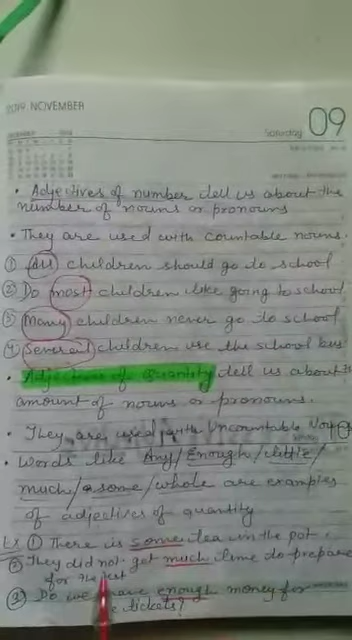 2019 NOVEMBER
Saturday 09
• Adjectives of number tell us about the
number of nouns or pronouns
• They are used with countable nouns.
① All children should go to school
② Do most children like going to school
③ Many children never go to school
④ Several children use the school bus
• Adjectives of quantity tell us about the
amount of nouns or pronouns.
• They are used with Uncountable
• Words like Any/Enough/little/
much/some/whole are examples
of adjectives of quantity
Ex ① There is some tea in the pot.
② They did not get much time to prepare
for the test
③ Do we have enough money for
tickets?